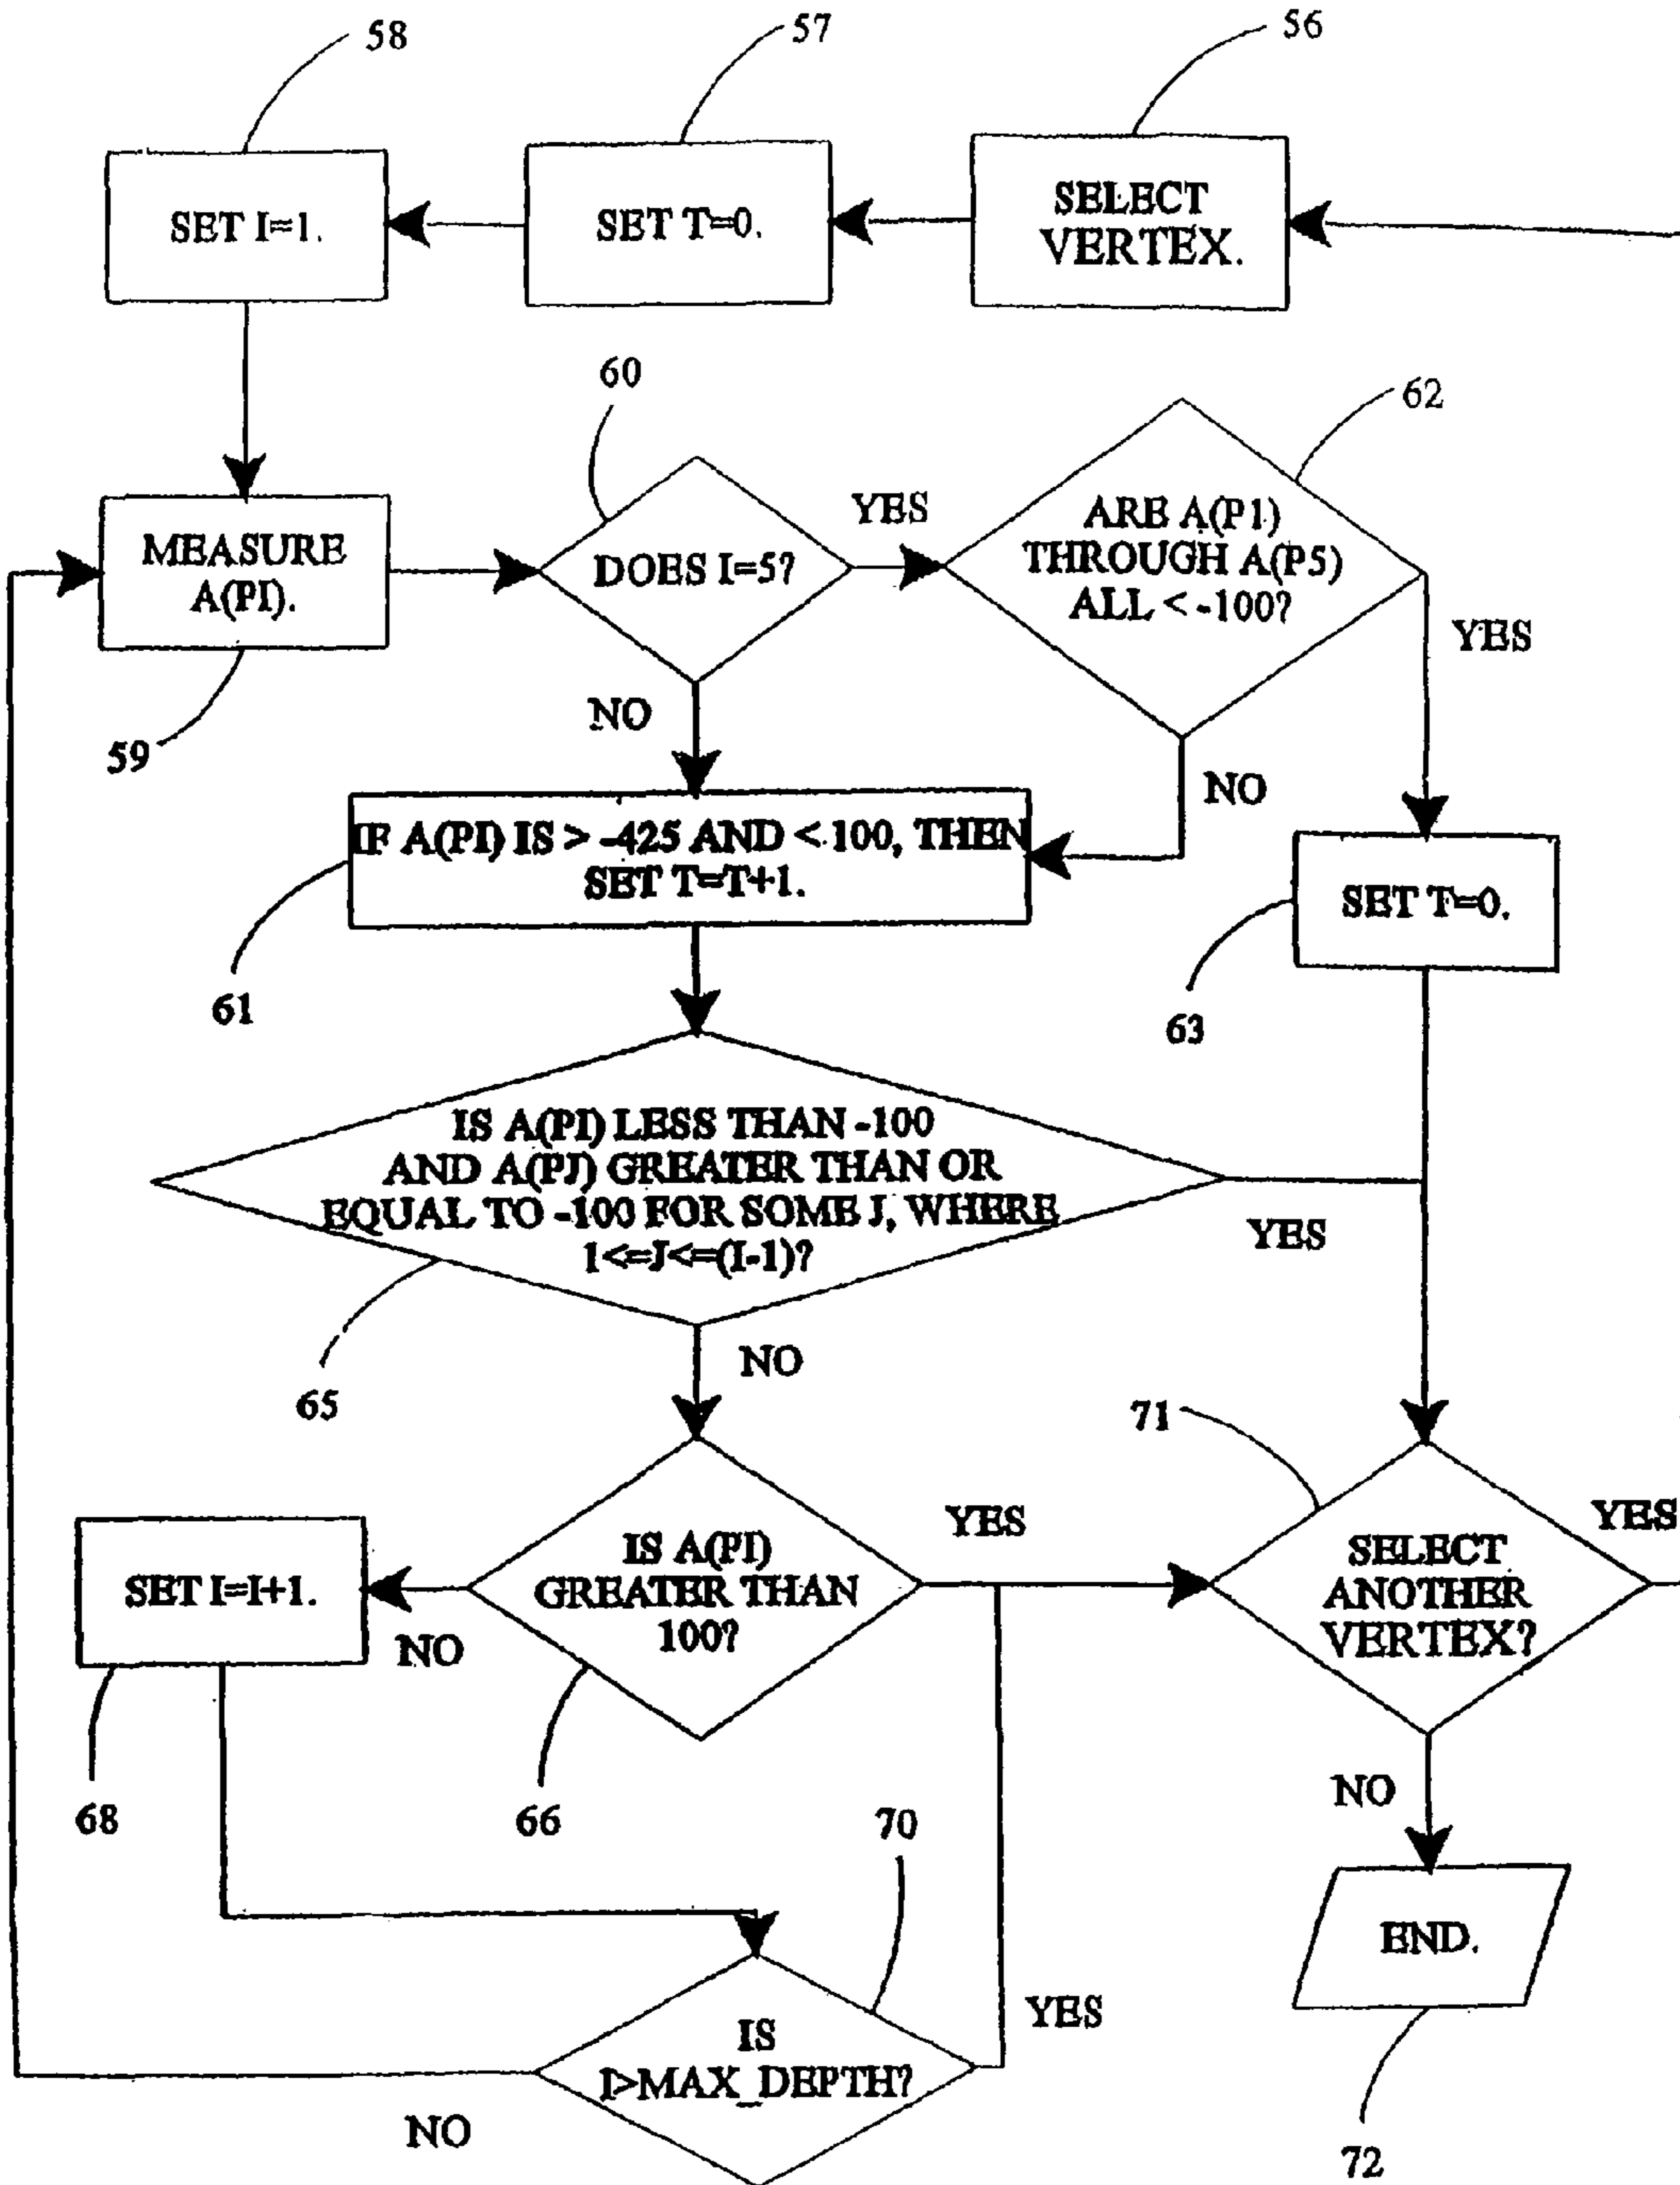 58
57
56
SET I=1.
SET T=0.
SELECT
VERTEX.
60
62
MEASURE
A(PI).
DOES I=5?
YES
ARE A(P1)
THROUGH A(P5)
ALL < -100?
YES
NO
59
NO
IF A(PI) IS > -425 AND < 100, THEN
SET T=T+1.
SET T=0.
61
63
IS A(PI) LESS THAN -100
AND A(PJ) GREATER THAN OR
EQUAL TO -100 FOR SOME J, WHERE
1<=J<=(I-1)?
YES
65
NO
71
IS A(PI)
GREATER THAN
100?
YES
SELECT
ANOTHER
VERTEX?
YES
SET I=I+1.
NO
68
66
70
NO
END.
IS
I>MAX_DEPTH?
YES
NO
72